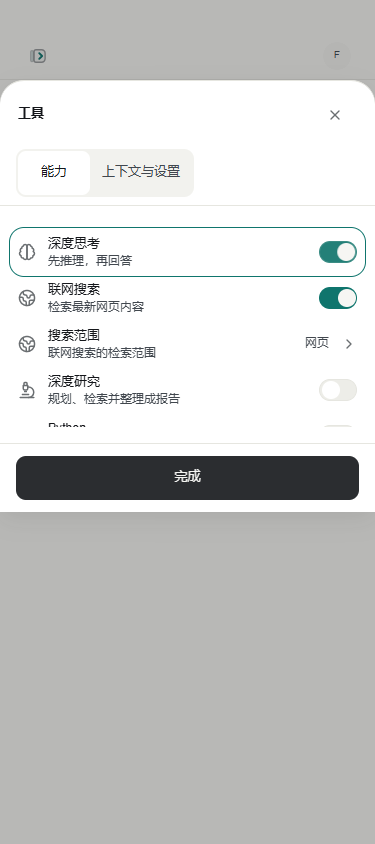 F
工具
能力
上下文与设置
深度思考
先推理，再回答
联网搜索
检索最新网页内容
搜索范围
联网搜索的检索范围
网页
深度研究
规划、检索并整理成报告
Python
完成